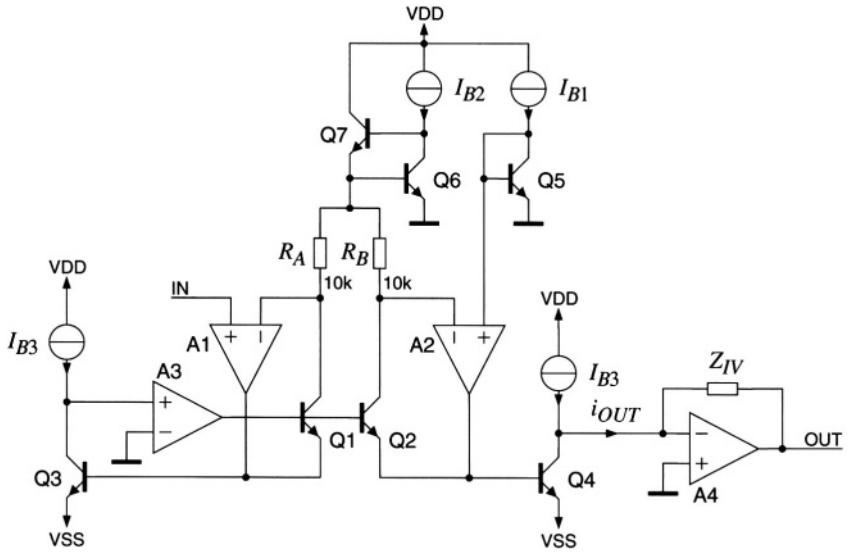 VDD
I_B2
I_B1
Q7
Q6
Q5
R_A
R_B
10k
10k
VDD
IN
VDD
I_B3
A1
+
−
−
+
A2
A3
+
−
I_B3
Z_IV
i_OUT
−
+
OUT
Q1
Q2
Q3
Q4
A4
VSS
VSS